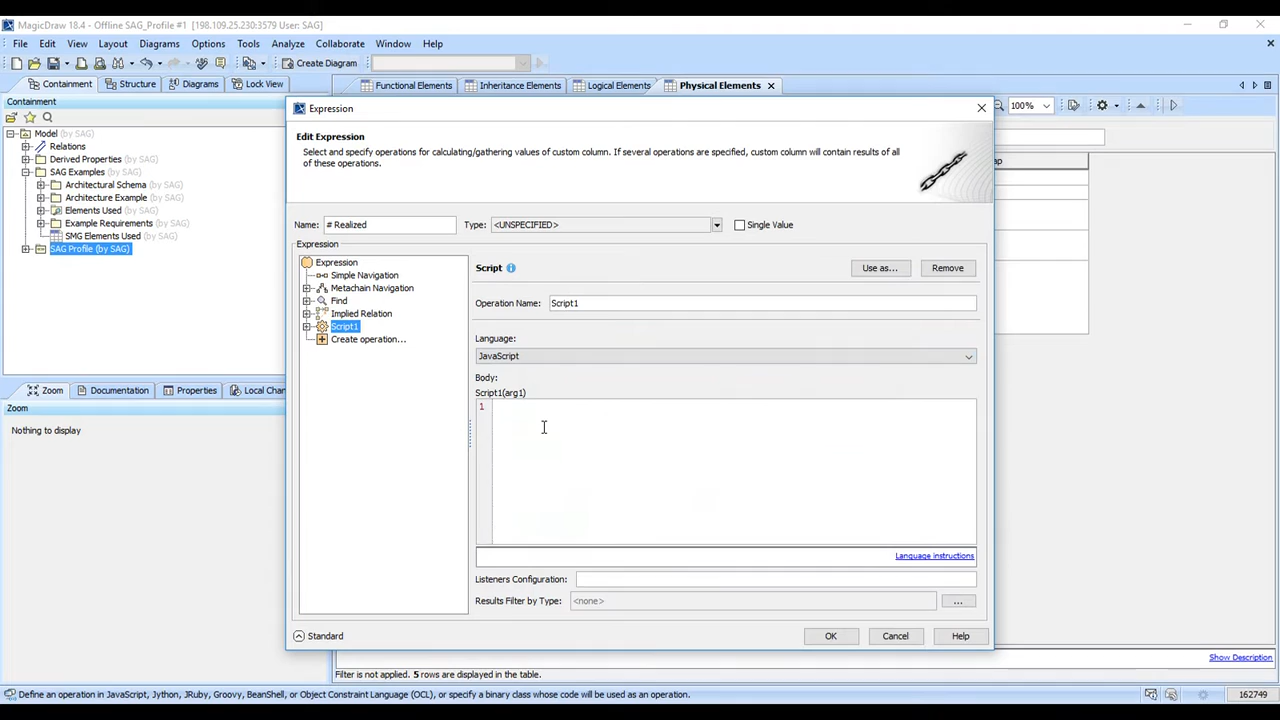 MagicDraw 18.4 - Offline SAG_Profile #1 [198.109.25.230:3579 User: SAG]
File Edit View Layout Diagrams Options Tools Analyze Collaborate Window Help
Create Diagram
Containment Structure Diagrams Lock View
Functional Elements Inheritance Elements Logical Elements Physical Elements
Containment
100%
Model (by SAG)
Relations
Derived Properties (by SAG)
SAG Examples (by SAG)
Architectural Schema (by SAG)
Architecture Example (by SAG)
Elements Used (by SAG)
Example Requirements (by SAG)
SMG Elements Used (by SAG)
SAG Profile (by SAG)
Zoom Documentation Properties Local Chan
Zoom
Nothing to display
Expression
Edit Expression
Select and specify operations for calculating/gathering values of custom column. If several operations are specified, custom column will contain results of all
of these operations.
Name: # Realized Type: <UNSPECIFIED> Single Value
Expression
Expression
Simple Navigation
Metachain Navigation
Find
Implied Relation
Script1
Create operation...
Script Use as... Remove
Operation Name: Script1
Language:
JavaScript
Body:
Script1(arg1)
1
Language instructions
Listeners Configuration:
Results Filter by Type: <none> ...
Standard OK Cancel Help
Show Description
Filter is not applied. 5 rows are displayed in the table.
Define an operation in JavaScript, Jython, JRuby, Groovy, BeanShell, or Object Constraint Language (OCL), or specify a binary class whose code will be used as an operation.
162749